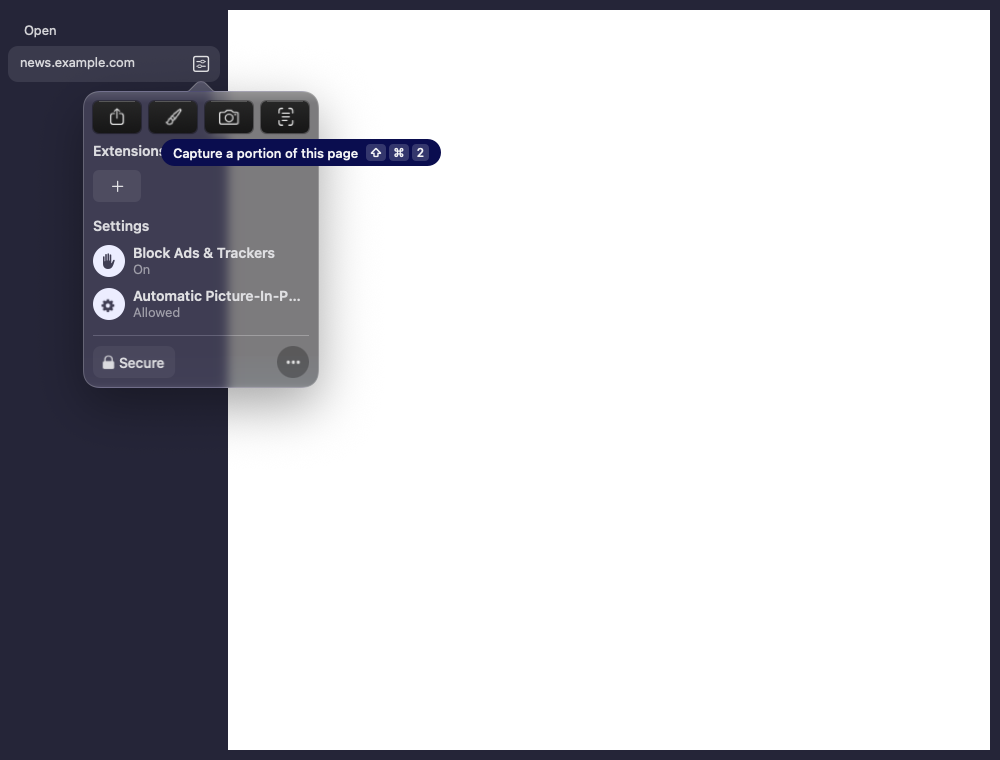 Open
news.example.com
Extensions
Capture a portion of this page ⇧ ⌘ 2
Settings
Block Ads & Trackers
On
Automatic Picture-In-P...
Allowed
Secure